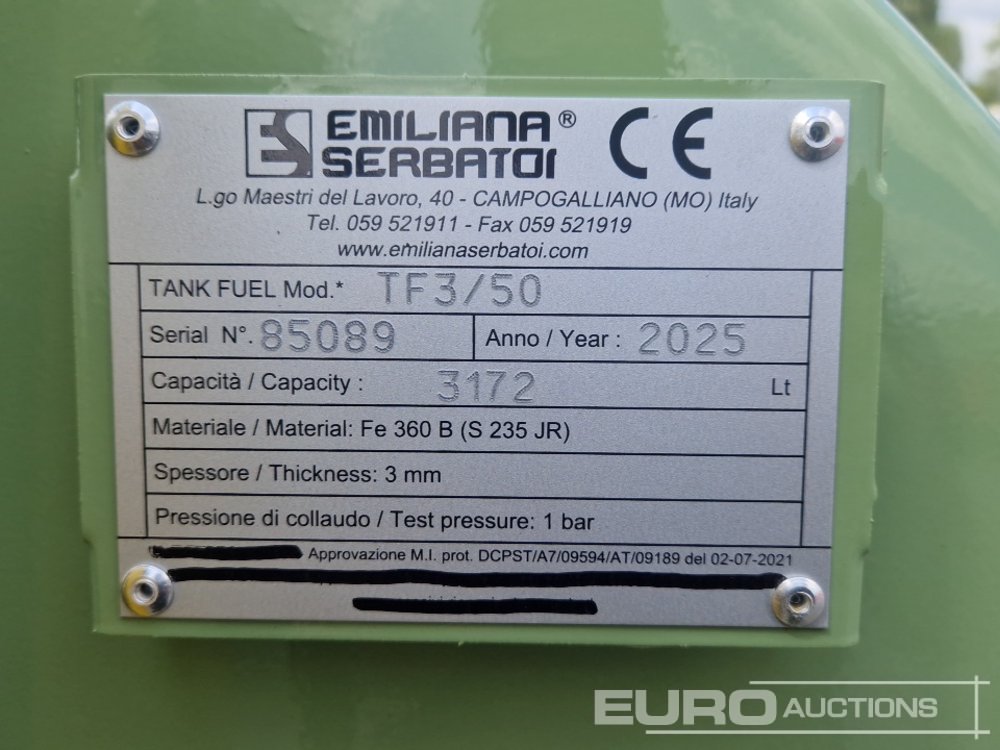 EMILIANA®
SERBATOI
CE
L.go Maestri del Lavoro, 40 - CAMPOGALLIANO (MO) Italy
Tel. 059 521911 - Fax 059 521919
www.emilianaserbatoi.com
TANK FUEL Mod.* TF3/50
Serial N°. 85089 Anno / Year : 2025
Capacità / Capacity : 3172 Lt
Materiale / Material: Fe 360 B (S 235 JR)
Spessore / Thickness: 3 mm
Pressione di collaudo / Test pressure: 1 bar
Approvazione M.I. prot. DCPST/A7/09594/AT/09189 del 02-07-2021
EURO AUCTIONS